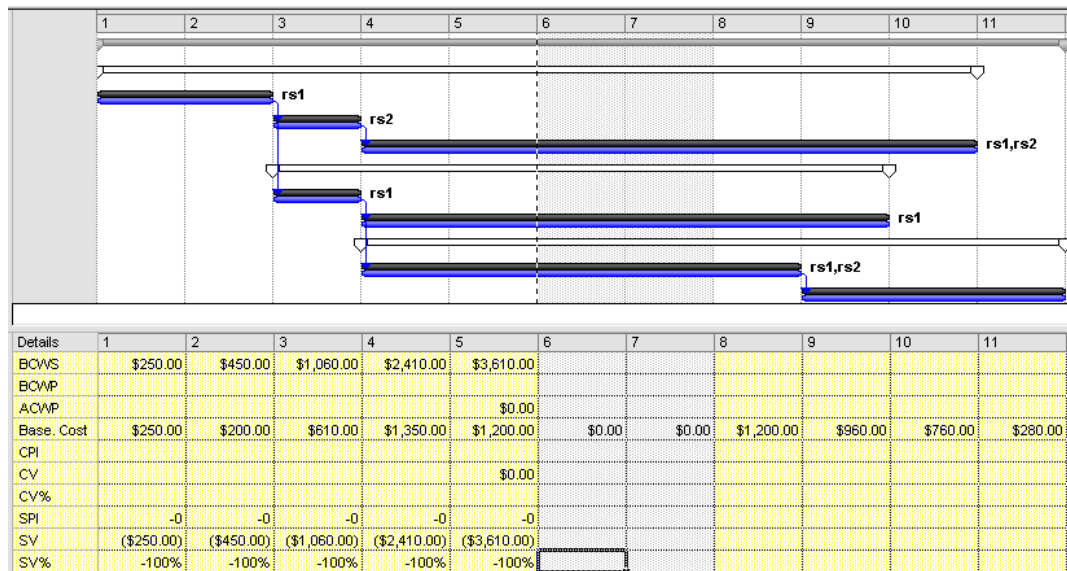 1 2 3 4 5 6 7 8 9 10 11
rs1
rs2
rs1,rs2
rs1
rs1
rs1,rs2
Details 1 2 3 4 5 6 7 8 9 10 11
BCWS $250.00 $450.00 $1,060.00 $2,410.00 $3,610.00
BCWP
ACWP $0.00
Base. Cost $250.00 $200.00 $610.00 $1,350.00 $1,200.00 $0.00 $0.00 $1,200.00 $960.00 $760.00 $280.00
CPI
CV $0.00
CV%
SPI -0 -0 -0 -0 -0
SV ($250.00) ($450.00) ($1,060.00) ($2,410.00) ($3,610.00)
SV% -100% -100% -100% -100% -100%